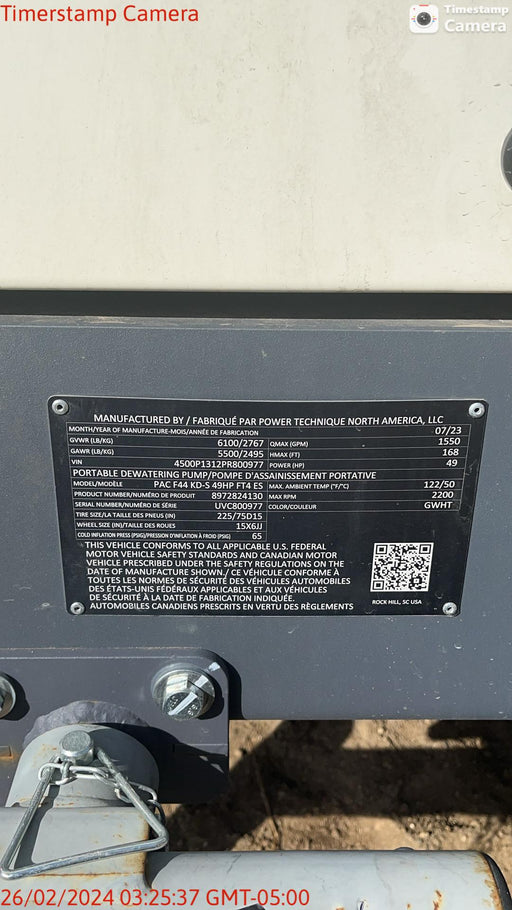 Timerstamp Camera
Timestamp
Camera
MANUFACTURED BY / FABRIQUÉ PAR POWER TECHNIQUE NORTH AMERICA, LLC
MONTH/YEAR OF MANUFACTURE-MOIS/ANNÉE DE FABRICATION 07/23
GVWR (LB/KG) 6100/2767 QMAX (GPM) 1550
GAWR (LB/KG) 5500/2495 HMAX (FT) 168
VIN 4500P1312PR800977 POWER (HP) 49
PORTABLE DEWATERING PUMP/POMPE D'ASSAINISSEMENT PORTATIVE
MODEL/MODÈLE PAC F44 KD-S 49HP FT4 ES MAX. AMBIENT TEMP (°F/°C) 122/50
PRODUCT NUMBER/NUMÉRO DE PRODUIT 8972824130 MAX RPM 2200
SERIAL NUMBER/NUMÉRO DE SÉRIE UVC800977 COLOR/COULEUR GWHT
TIRE SIZE/LA TAILLE DES PNEUS (IN) 225/75D15
WHEEL SIZE (IN)/TAILLE DES ROUES 15X6JJ
COLD INFLATION PRESS (PSIG)/PRESSION D'INFLATION À FROID (PSIG) 65
THIS VEHICLE CONFORMS TO ALL APPLICABLE U.S. FEDERAL
MOTOR VEHICLE SAFETY STANDARDS AND CANADIAN MOTOR
VEHICLE PRESCRIBED UNDER THE SAFETY REGULATIONS ON THE
DATE OF MANUFACTURE SHOWN / CE VÉHICULE CONFORME À
TOUTES LES NORMES DE SÉCURITÉ DES VÉHICULES AUTOMOBILES
DES ÉTATS-UNIS FÉDÉRAUX APPLICABLES ET AUX VÉHICULES
DE SÉCURITÉ À LA DATE DE FABRICATION INDIQUÉE.
AUTOMOBILES CANADIENS PRESCRITS EN VERTU DES RÈGLEMENTS
ROCK HILL, SC USA
26/02/2024 03:25:37 GMT-05:00